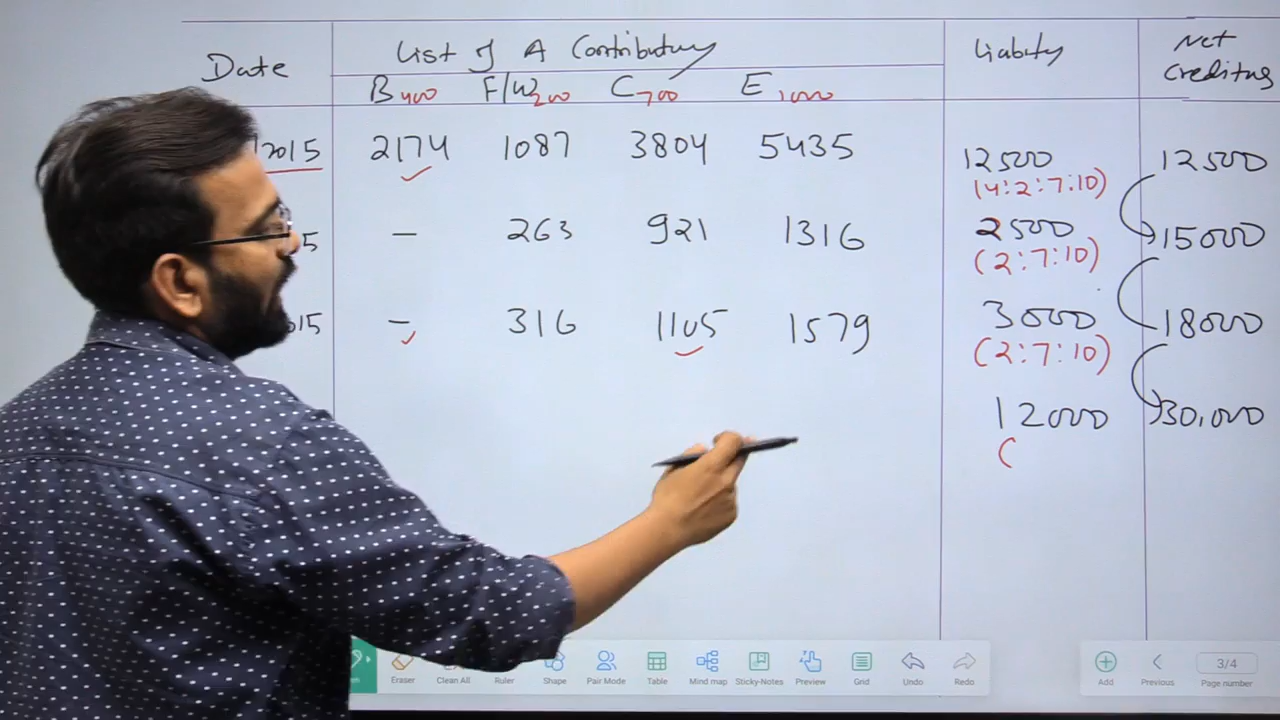 Date List of A Contributory Liability Net Creditus
B400 F/W200 C700 E1000
2015 2174 1087 3804 5435 12500 12500
(4:2:7:10)
5 – 263 921 1316 2500 15000
(2:7:10)
2015 – 316 1105 1579 3000 18000
(2:7:10)
12000 30,000
(
Eraser Clean All Ruler Shape Pair Mode Table Mind map Sticky-Notes Preview Grid Undo Redo Add Previous 3/4 Page number